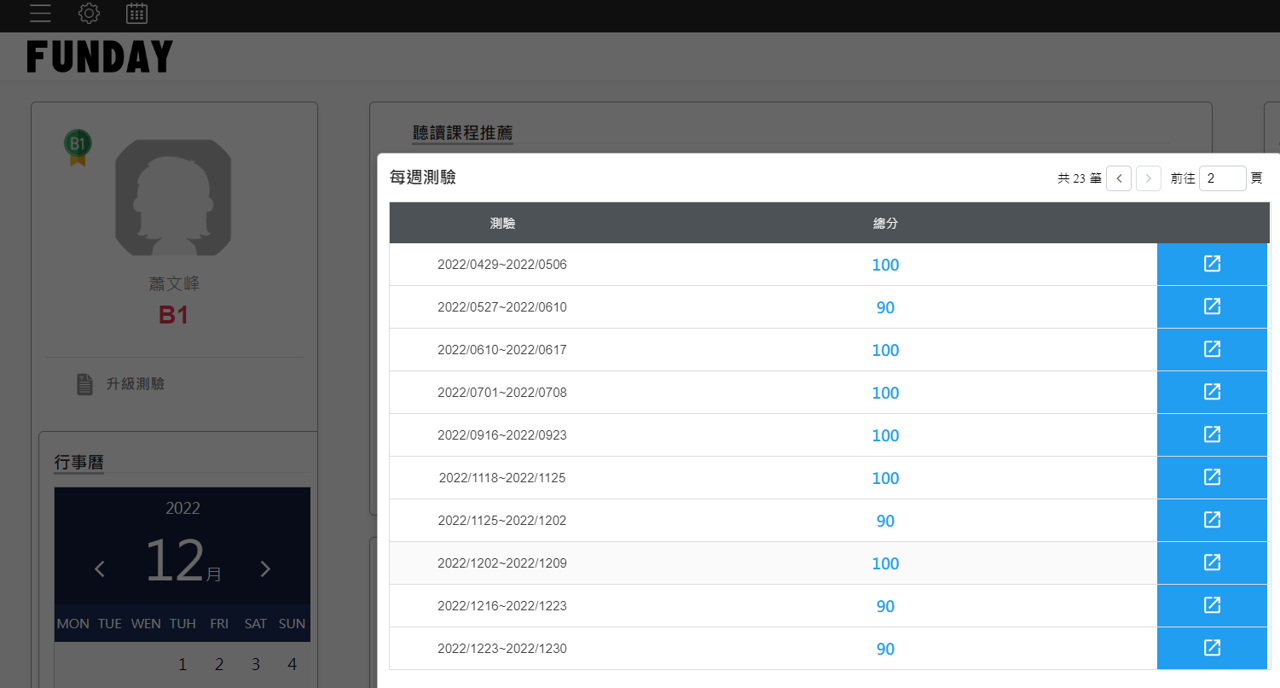 FUNDAY
B1
蕭文峰
B1
升級測驗
行事曆
2022
12月
MON TUE WEN TUH FRI SAT SUN
1 2 3 4
聽讀課程推薦
每週測驗
共 23 筆 前往 2 頁
測驗 總分
2022/0429~2022/0506 100
2022/0527~2022/0610 90
2022/0610~2022/0617 100
2022/0701~2022/0708 100
2022/0916~2022/0923 100
2022/1118~2022/1125 100
2022/1125~2022/1202 90
2022/1202~2022/1209 100
2022/1216~2022/1223 90
2022/1223~2022/1230 90